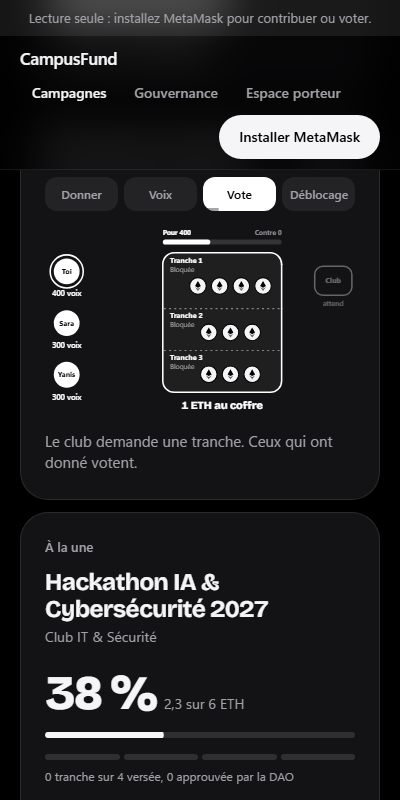 Lecture seule : installez MetaMask pour contribuer ou voter.
CampusFund
Campagnes Gouvernance Espace porteur
Installer MetaMask
Donner Voix Vote Déblocage
Pour 400 Contre 0
Toi
400 voix
Sara
300 voix
Yanis
300 voix
Tranche 1
Bloquée
Tranche 2
Bloquée
Tranche 3
Bloquée
1 ETH au coffre
Club
attend
Le club demande une tranche. Ceux qui ont
donné votent.
À la une
Hackathon IA &
Cybersécurité 2027
Club IT & Sécurité
38 % 2,3 sur 6 ETH
0 tranche sur 4 versée, 0 approuvée par la DAO